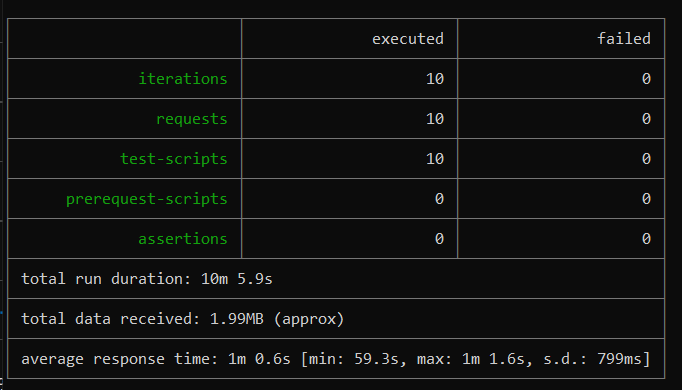 executed failed
iterations 10 0
requests 10 0
test-scripts 10 0
prerequest-scripts 0 0
assertions 0 0
total run duration: 10m 5.9s
total data received: 1.99MB (approx)
average response time: 1m 0.6s [min: 59.3s, max: 1m 1.6s, s.d.: 799ms]